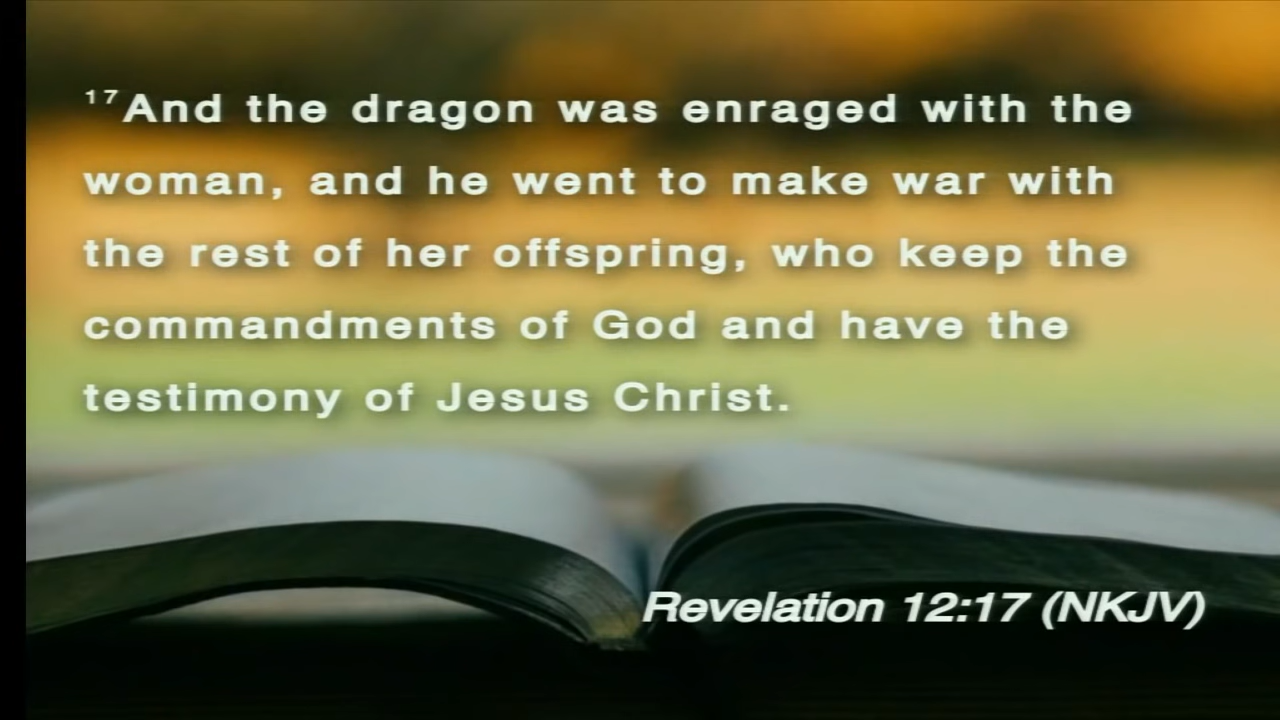 ¹⁷And the dragon was enraged with the
woman, and he went to make war with
the rest of her offspring, who keep the
commandments of God and have the
testimony of Jesus Christ.
Revelation 12:17 (NKJV)